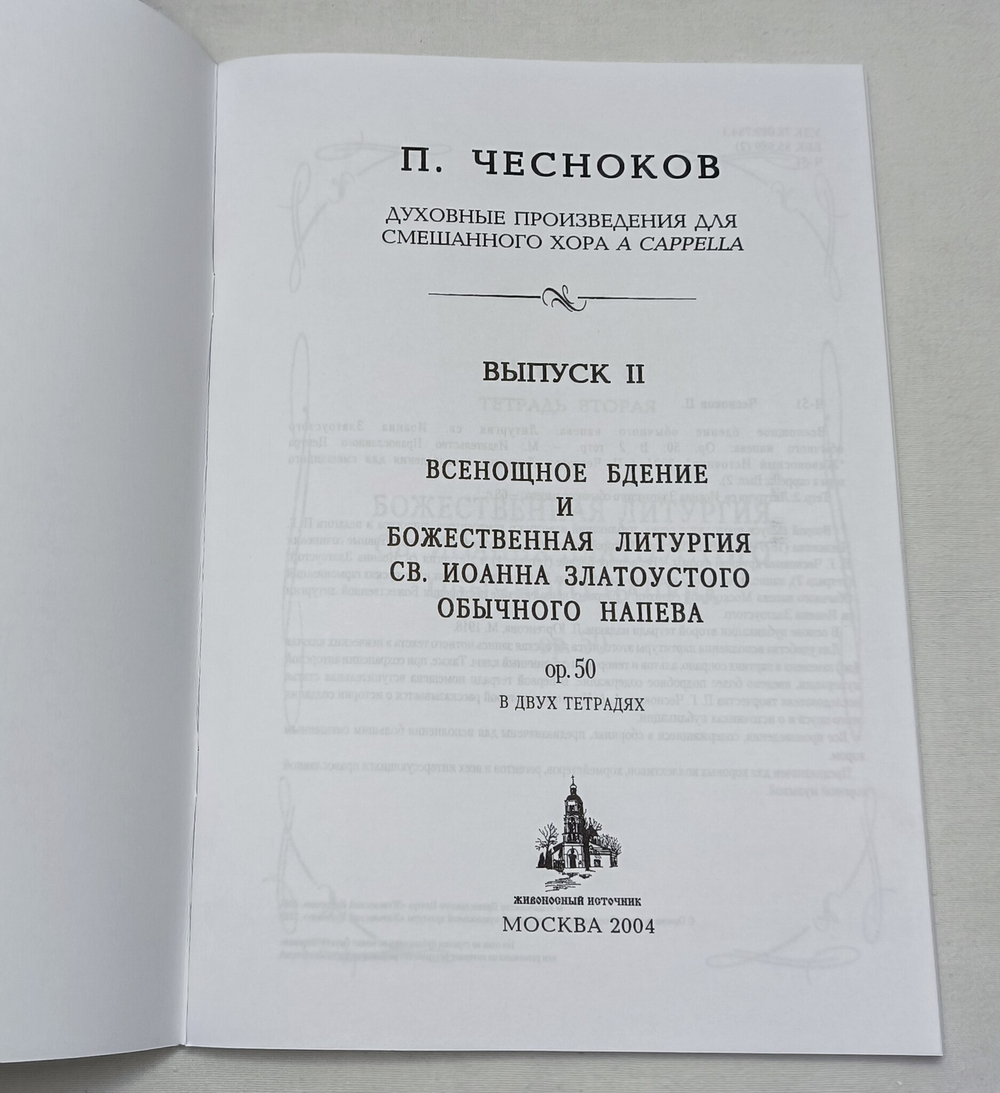 П. ЧЕСНОКОВ
ДУХОВНЫЕ ПРОИЗВЕДЕНИЯ ДЛЯ
СМЕШАННОГО ХОРА A CAPPELLA
ВЫПУСК II
ВСЕНОЩНОЕ БДЕНИЕ
И
БОЖЕСТВЕННАЯ ЛИТУРГИЯ
СВ. ИОАННА ЗЛАТОУСТОГО
ОБЫЧНОГО НАПЕВА
op. 50
В ДВУХ ТЕТРАДЯХ
ЖИВОНОСНЫЙ ИСТОЧНИК
МОСКВА 2004